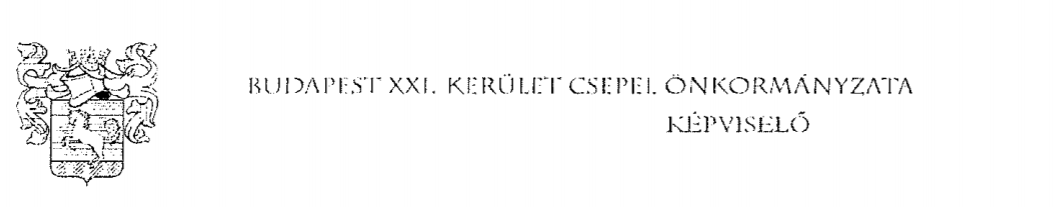 BUDAPEST XXI. KERÜLET CSEPEL ÖNKORMÁNYZATA
KÉPVISELŐ